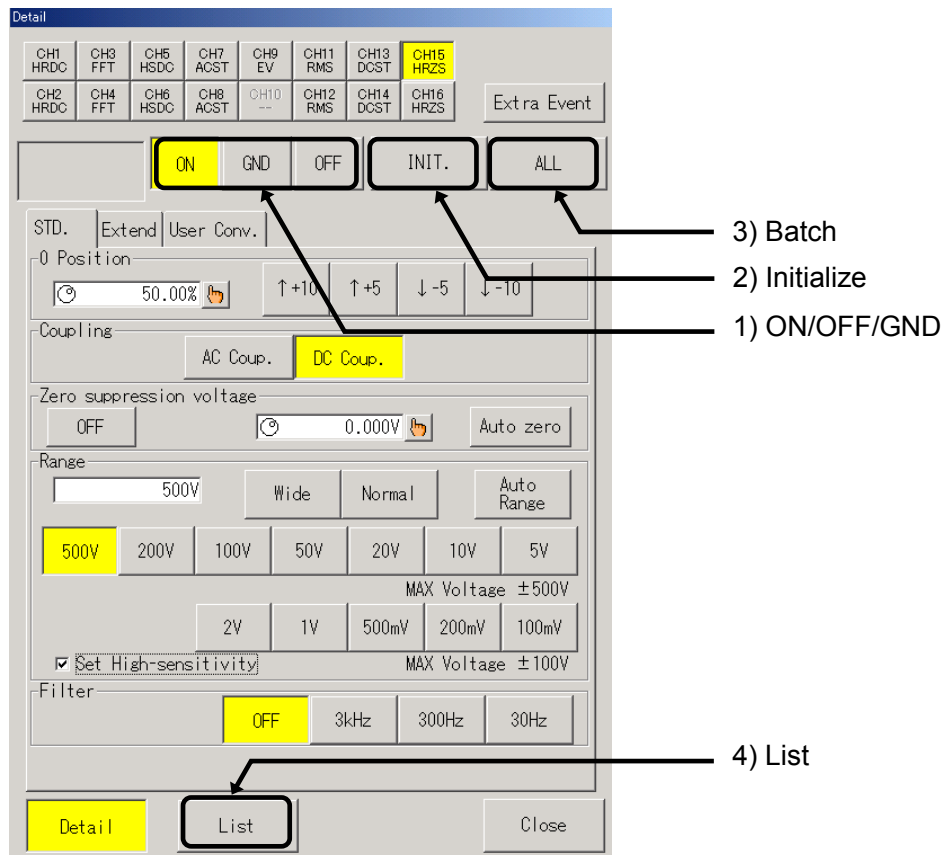 Detail
CH1 HRDC CH3 FFT CH5 HSDC CH7 ACST CH9 EV CH11 RMS CH13 DCST CH15 HRZS
CH2 HRDC CH4 FFT CH6 HSDC CH8 ACST CH10 -- CH12 RMS CH14 DCST CH16 HRZS Extra Event
ON GND OFF INIT. ALL
3) Batch
STD. Extend User Conv.
0 Position
2) Initialize
50.00% ↑+10 ↑+5 ↓-5 ↓-10
1) ON/OFF/GND
Coupling
AC Coup. DC Coup.
Zero suppression voltage
OFF 0.000V Auto zero
Range
500V Wide Normal Auto Range
500V 200V 100V 50V 20V 10V 5V
MAX Voltage ±500V
2V 1V 500mV 200mV 100mV
Set High-sensitivity MAX Voltage ±100V
Filter
OFF 3kHz 300Hz 30Hz
4) List
Detail List Close